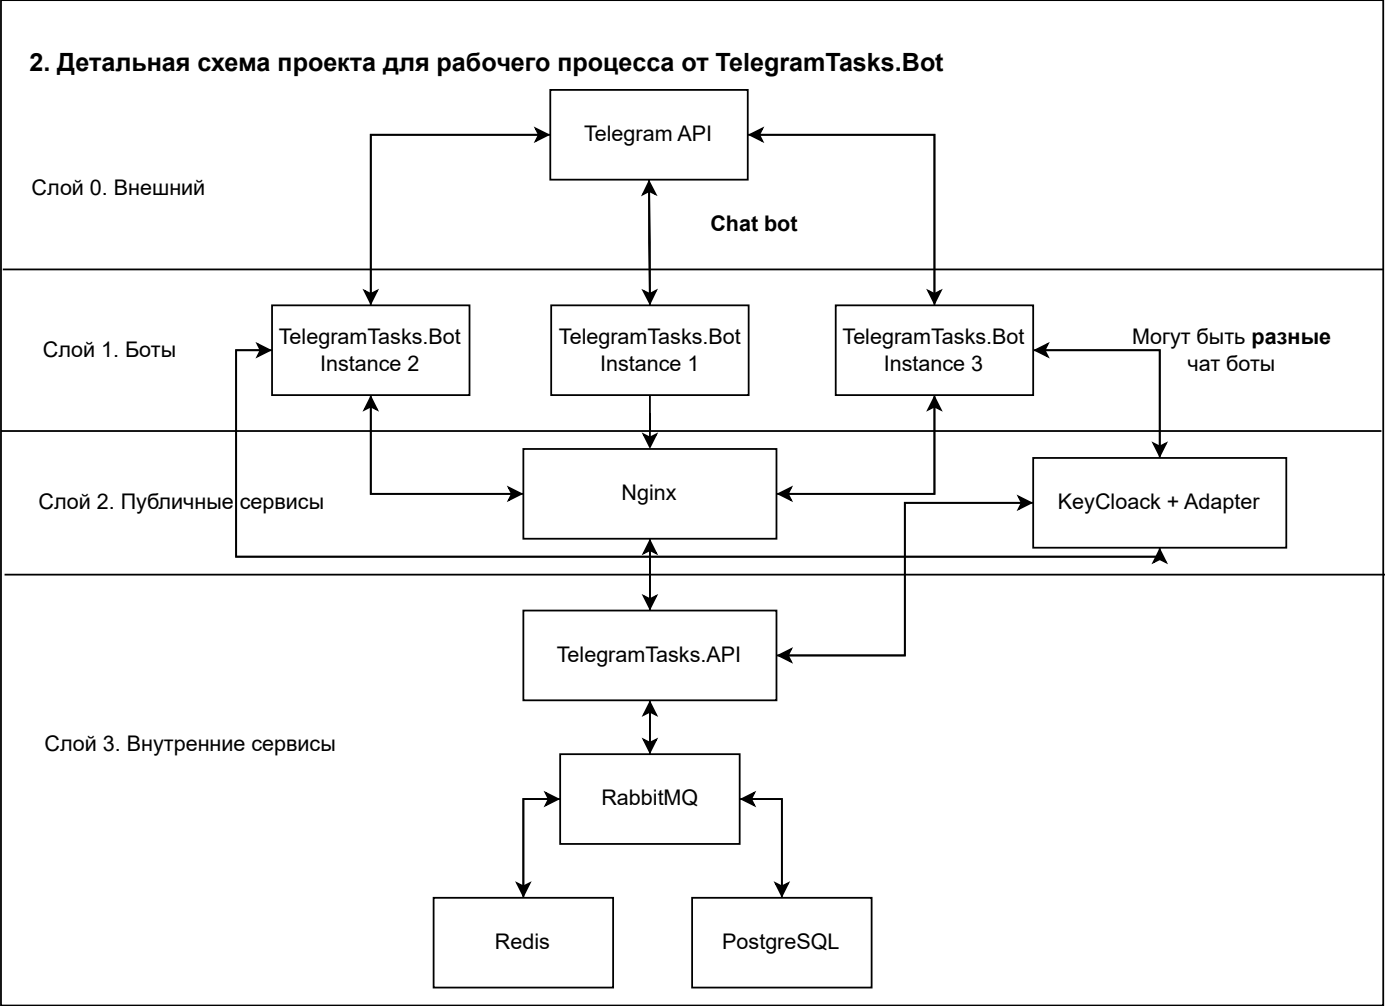 2. Детальная схема проекта для рабочего процесса от TelegramTasks.Bot
Telegram API
Слой 0. Внешний
Chat bot
TelegramTasks.Bot
Instance 2
TelegramTasks.Bot
Instance 1
TelegramTasks.Bot
Instance 3
Слой 1. Боты
Могут быть разные
чат боты
Nginx
KeyCloack + Adapter
Слой 2. Публичные сервисы
TelegramTasks.API
Слой 3. Внутренние сервисы
RabbitMQ
Redis
PostgreSQL